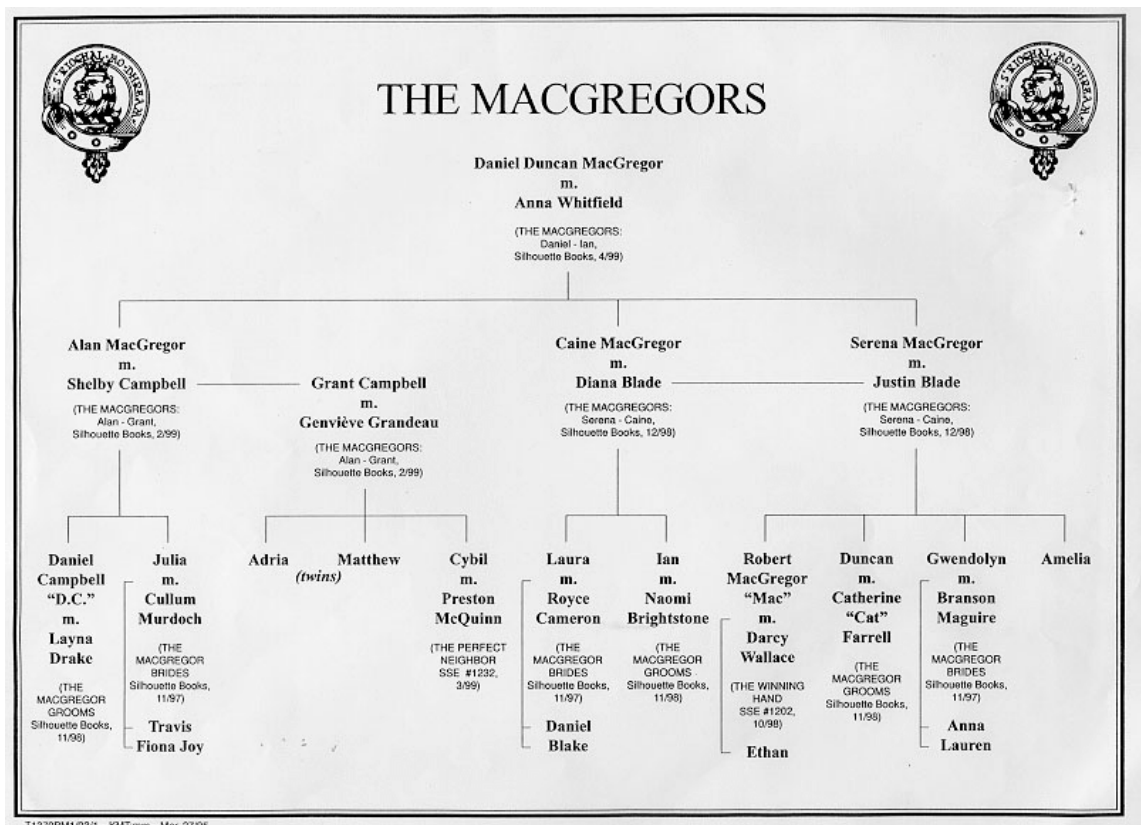 S'RIOGHAL·MO·DHREAM
S'RIOGHAL·MO·DHREAM
THE MACGREGORS
Daniel Duncan MacGregor
m.
Anna Whitfield
(THE MACGREGORS:
Daniel - Ian,
Silhouette Books, 4/99)
Alan MacGregor
m.
Shelby Campbell
(THE MACGREGORS:
Alan - Grant,
Silhouette Books, 2/99)
Grant Campbell
m.
Genviève Grandeau
(THE MACGREGORS:
Alan - Grant,
Silhouette Books, 2/99)
Caine MacGregor
m.
Diana Blade
(THE MACGREGORS:
Serena - Caine,
Silhouette Books, 12/98)
Serena MacGregor
m.
Justin Blade
(THE MACGREGORS:
Serena - Caine,
Silhouette Books, 12/98)
Daniel
Campbell
“D.C.”
m.
Layna
Drake
(THE
MACGREGOR
GROOMS
Silhouette Books,
11/98)
Julia
m.
Cullum
Murdoch
(THE
MACGREGOR
BRIDES
Silhouette Books,
11/97)
Travis
Fiona Joy
Adria
Matthew
(twins)
Cybil
m.
Preston
McQuinn
(THE PERFECT
NEIGHBOR
SSE #1232,
3/99)
Laura
m.
Royce
Cameron
(THE
MACGREGOR
BRIDES
Silhouette Books,
11/97)
Daniel
Blake
Ian
m.
Naomi
Brightstone
(THE
MACGREGOR
GROOMS
Silhouette Books,
11/98)
Robert
MacGregor
“Mac”
m.
Darcy
Wallace
(THE WINNING
HAND
SSE #1202,
10/98)
Ethan
Duncan
m.
Catherine
“Cat”
Farrell
(THE
MACGREGOR
GROOMS
Silhouette Books,
11/98)
Gwendolyn
m.
Branson
Maguire
(THE
MACGREGOR
BRIDES
Silhouette Books,
11/97)
Anna
Lauren
Amelia